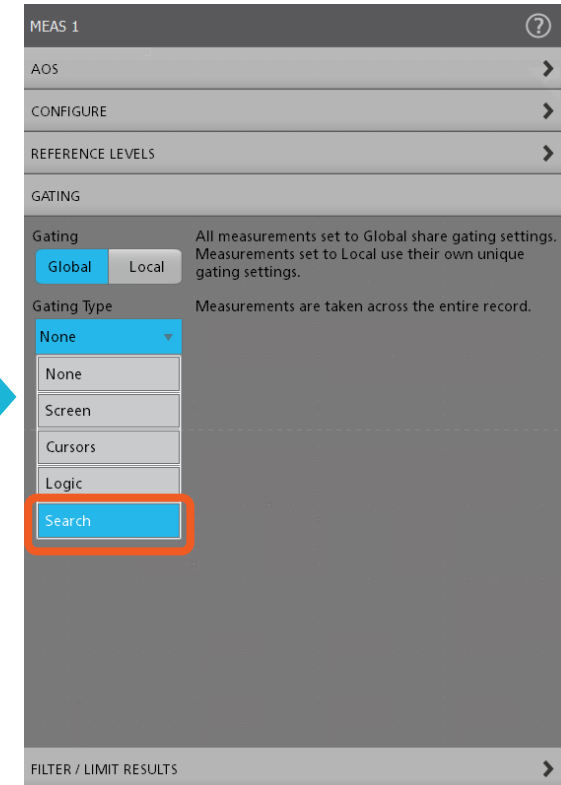 MEAS 1 ?
AOS
CONFIGURE
REFERENCE LEVELS
GATING
Gating
Global Local
All measurements set to Global share gating settings.
Measurements set to Local use their own unique
gating settings.
Gating Type
Measurements are taken across the entire record.
None
None
Screen
Cursors
Logic
Search
FILTER / LIMIT RESULTS